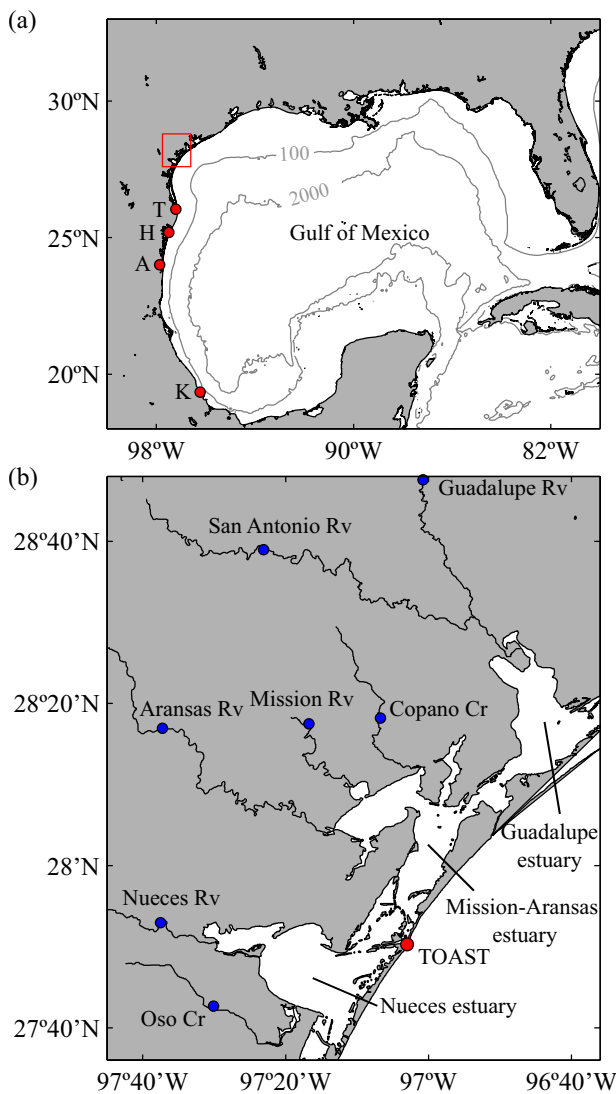 (a)
30ºN
100
2000
T
H
Gulf of Mexico
25ºN
A
20ºN
K
98ºW
90ºW
82ºW
(b)
Guadalupe Rv
28º40’N
San Antonio Rv
28º20’N
Aransas Rv
Mission Rv
Copano Cr
Guadalupe
estuary
28º’N
Mission-Aransas
estuary
Nueces Rv
TOAST
Nueces estuary
Oso Cr
27º40’N
97º40’W
97º20’W
97º’W
96º40’W